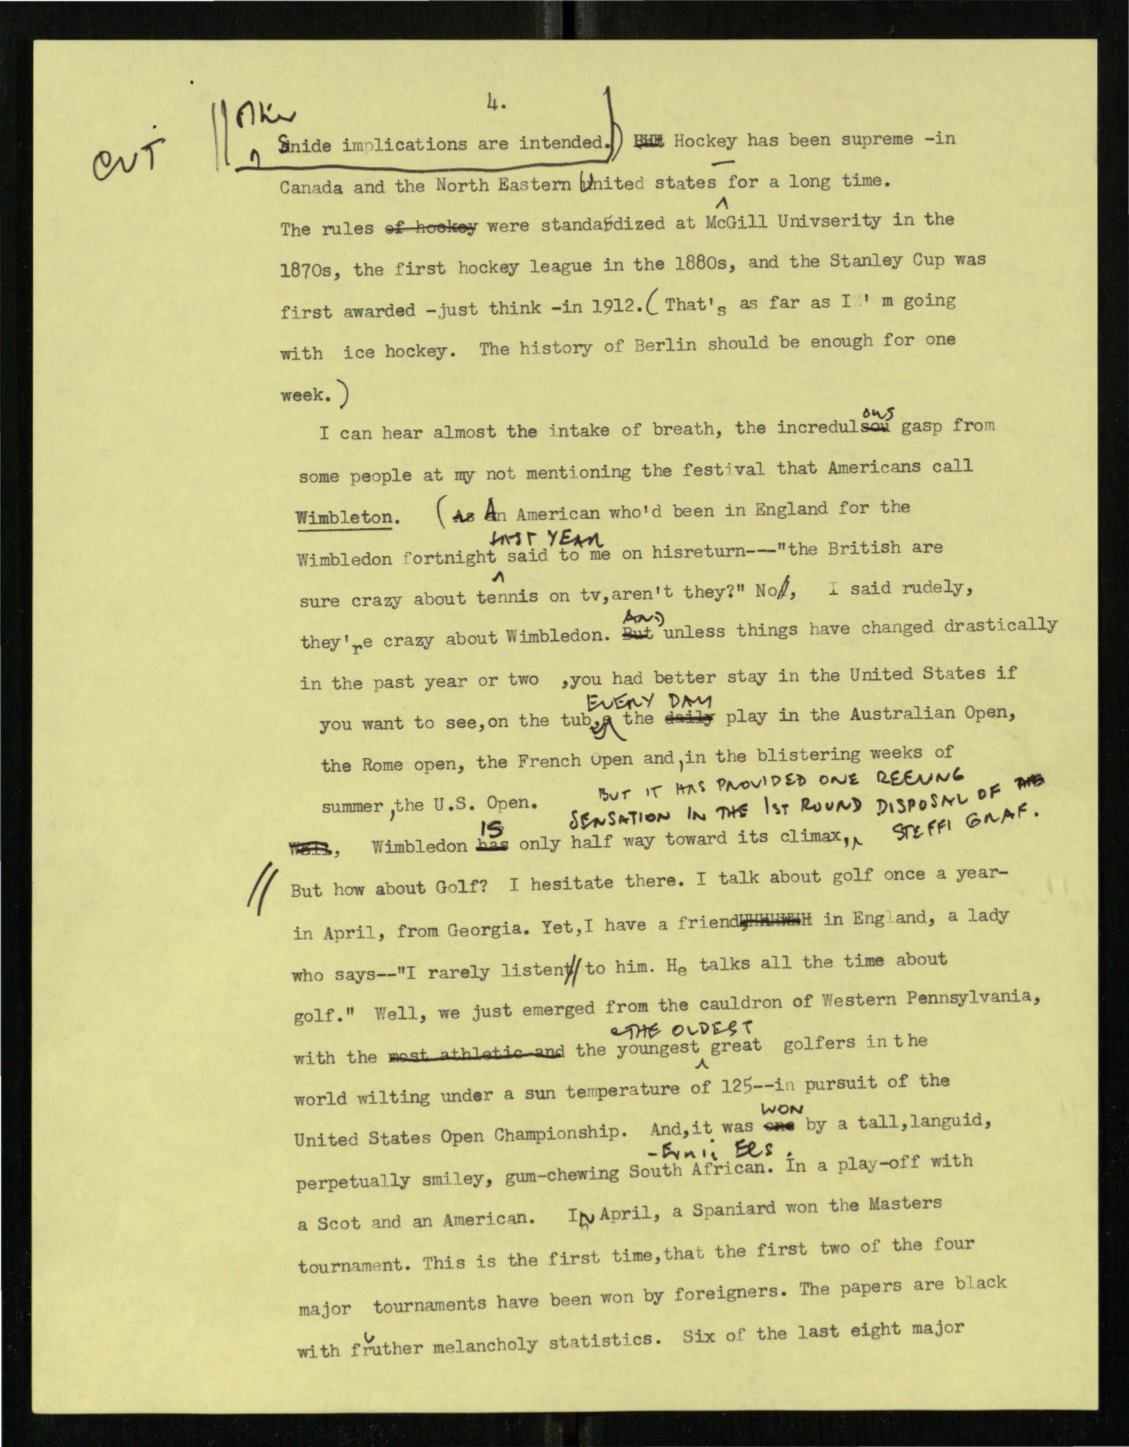 4.
CUT
Snide implications are intended.) Hockey has been supreme -in
Canada and the North Eastern United states for a long time.
The rules of hockey were standardized at McGill Univserity in the
1870s, the first hockey league in the 1880s, and the Stanley Cup was
first awarded -just think -in 1912. (That's as far as I'm going
with ice hockey. The history of Berlin should be enough for one
week.)
ous
I can hear almost the intake of breath, the incredulsou gasp from
some people at my not mentioning the festival that Americans call
Wimbleton. (As An American who'd been in England for the
LAST YEAR
Wimbledon fortnight said to me on hisreturn---"the British are
sure crazy about tennis on tv,aren't they?" No, I said rudely,
AND
they're crazy about Wimbledon. But unless things have changed drastically
in the past year or two ,you had better stay in the United States if
EVERY DAY
you want to see,on the tube, the daily play in the Australian Open,
the Rome open, the French Open and,in the blistering weeks of
summer,the U.S. Open.
BUT IT HAS PROVIDED ONE REELING
SENSATION IN THE 1ST ROUND DISPOSAL OF
STEFFI GRAF.
IS
Well, Wimbledon has only half way toward its climax,
But how about Golf? I hesitate there. I talk about golf once a year-
in April, from Georgia. Yet,I have a friend in England, a lady
who says--"I rarely listen to him. He talks all the time about
golf." Well, we just emerged from the cauldron of Western Pennsylvania,
THE OLDEST
with the most athletic and the youngest great golfers in the
world wilting under a sun temperature of 125--in pursuit of the
WON
United States Open Championship. And,it was one by a tall,languid,
-Ernie Els.
perpetually smiley, gum-chewing South African. In a play-off with
a Scot and an American. IN April, a Spaniard won the Masters
tournament. This is the first time,that the first two of the four
major tournaments have been won by foreigners. The papers are black
with fruther melancholy statistics. Six of the last eight major